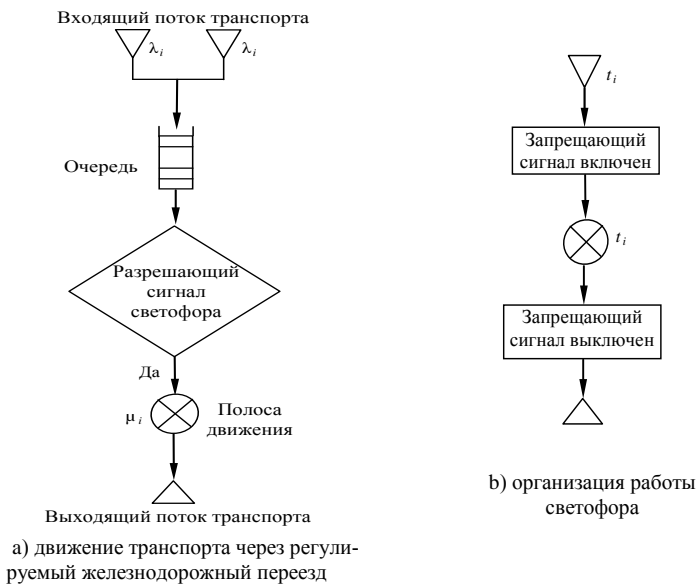 Входящий поток транспорта
λi
λi
Очередь
Разрешающий
сигнал
светофора
Да
μi
Полоса
движения
Выходящий поток транспорта
а) движение транспорта через регули-
руемый железнодорожный переезд
ti
Запрещающий
сигнал включен
ti
Запрещающий
сигнал выключен
b) организация работы
светофора